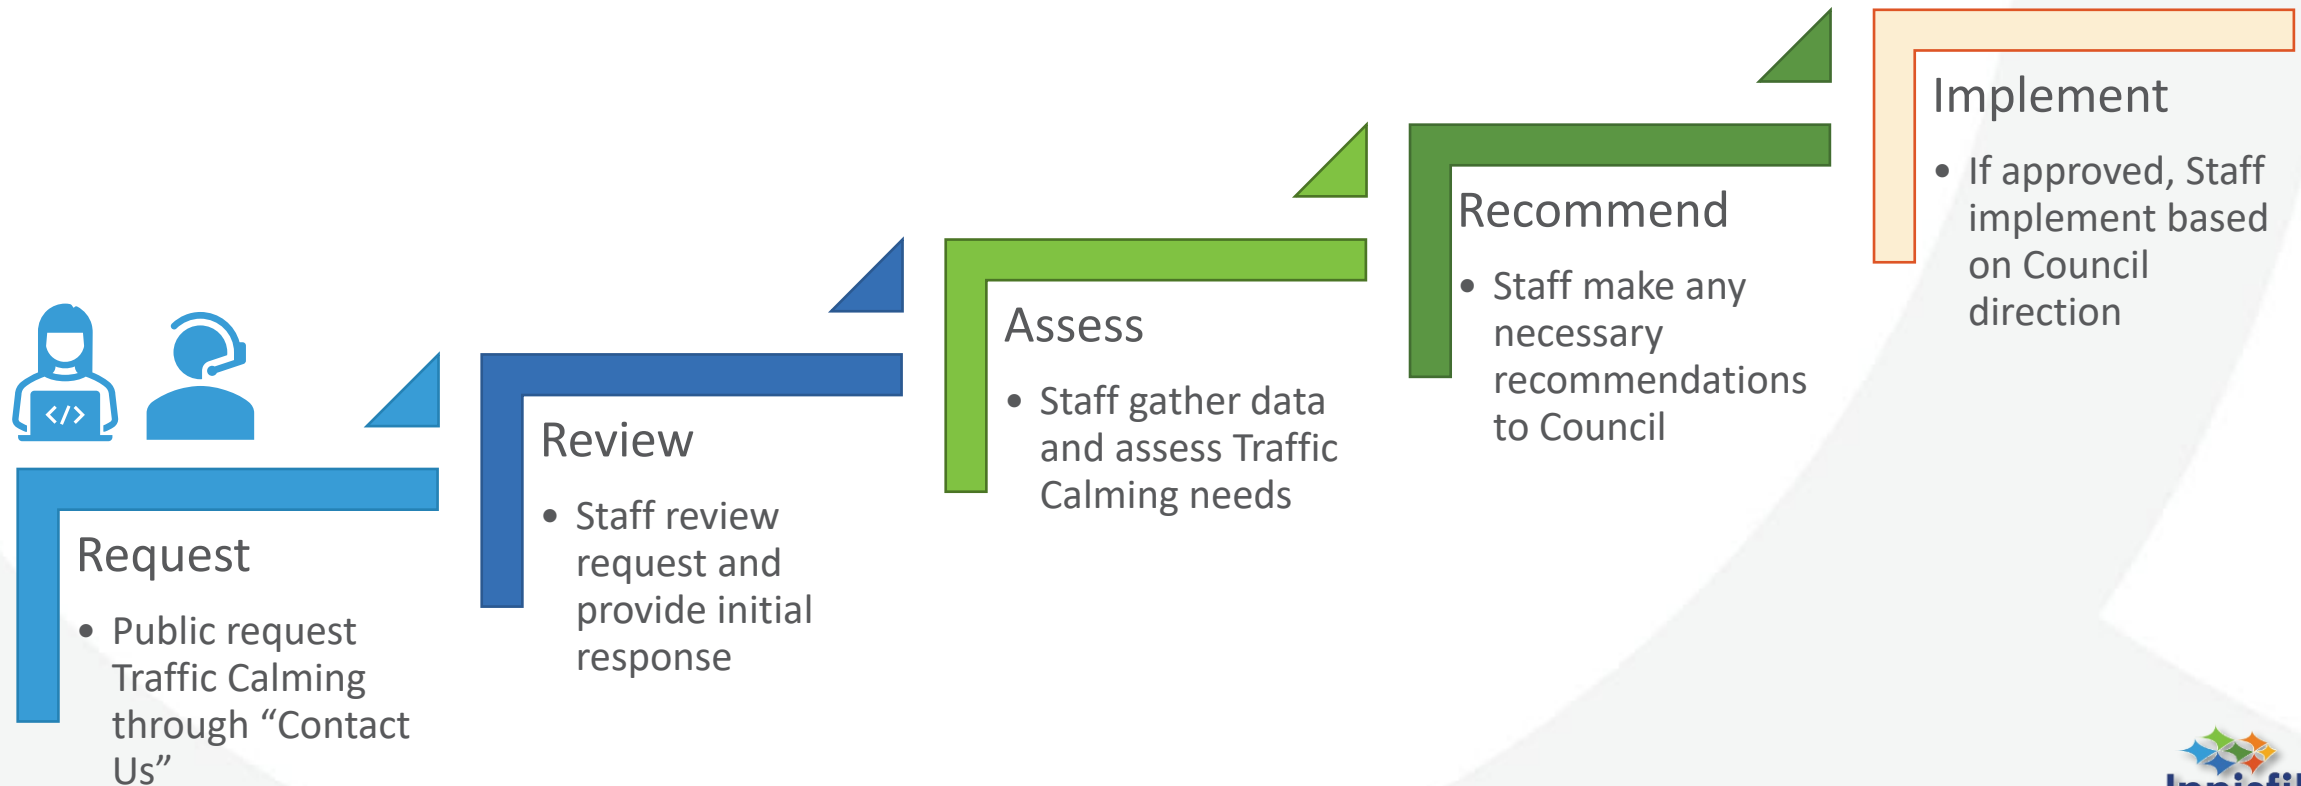 Request
• Public request
Traffic Calming
through “Contact
Us”
Review
• Staff review
request and
provide initial
response
Assess
• Staff gather data
and assess Traffic
Calming needs
Recommend
• Staff make any
necessary
recommendations
to Council
Implement
• If approved, Staff
implement based
on Council
direction